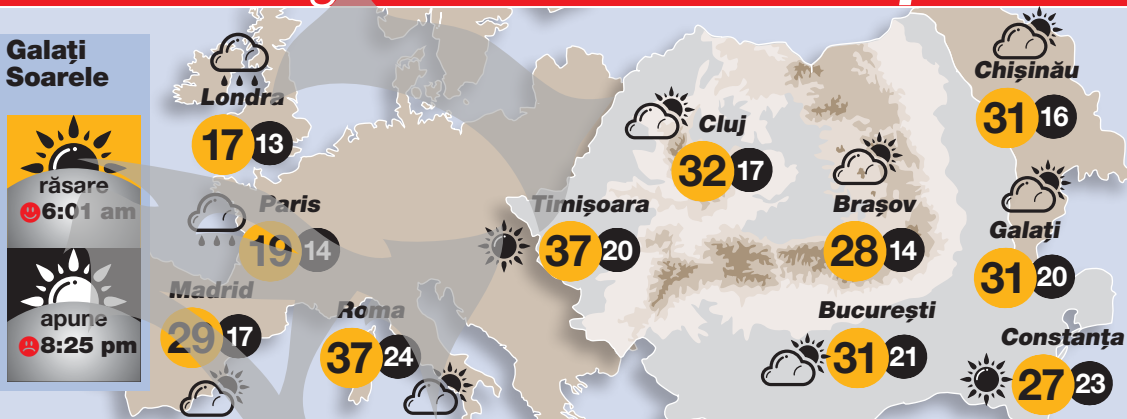 Galați
Soarele
răsare
6:01 am
apune
8:25 pm
Londra
17 13
Paris
19 14
Madrid
29 17
Roma
37 24
Timișoara
37 20
Cluj
32 17
Brașov
28 14
București
31 21
Chișinău
31 16
Galați
31 20
Constanța
27 23